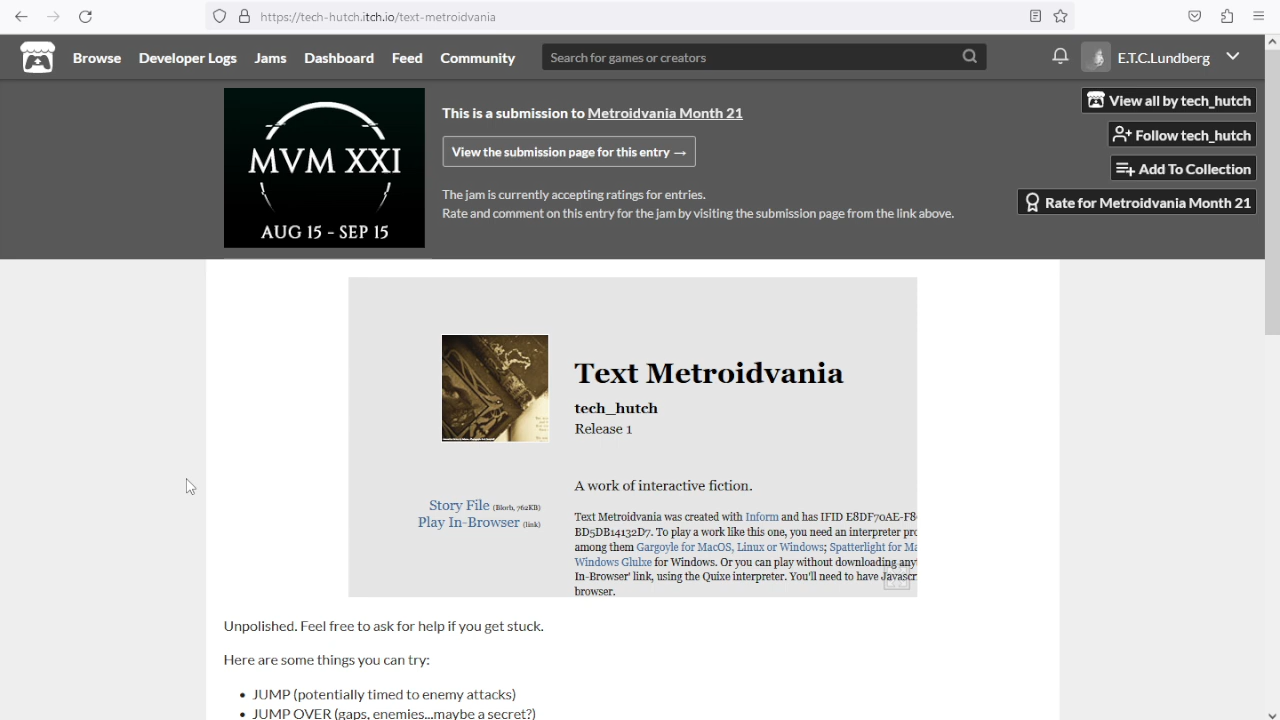 https://tech-hutch.itch.io/text-metroidvania
Browse Developer Logs Jams Dashboard Feed Community Search for games or creators E.T.C.Lundberg
MVM XXI
AUG 15 - SEP 15
This is a submission to Metroidvania Month 21
View the submission page for this entry →
The jam is currently accepting ratings for entries.
Rate and comment on this entry for the jam by visiting the submission page from the link above.
View all by tech_hutch
Follow tech_hutch
Add To Collection
Rate for Metroidvania Month 21
Text Metroidvania
tech_hutch
Release 1
A work of interactive fiction.
Story File (Blorb, 762KB)
Play In-Browser (link)
Text Metroidvania was created with Inform and has IFID E8DF70AE-F8
BD5DB14132D7. To play a work like this one, you need an interpreter pro
among them Gargoyle for MacOS, Linux or Windows; Spatterlight for Ma
Windows Glulxe for Windows. Or you can play without downloading any
In-Browser' link, using the Quixe interpreter. You'll need to have Javascr
browser.
Unpolished. Feel free to ask for help if you get stuck.
Here are some things you can try:
• JUMP (potentially timed to enemy attacks)
• JUMP OVER (gaps, enemies...maybe a secret?)